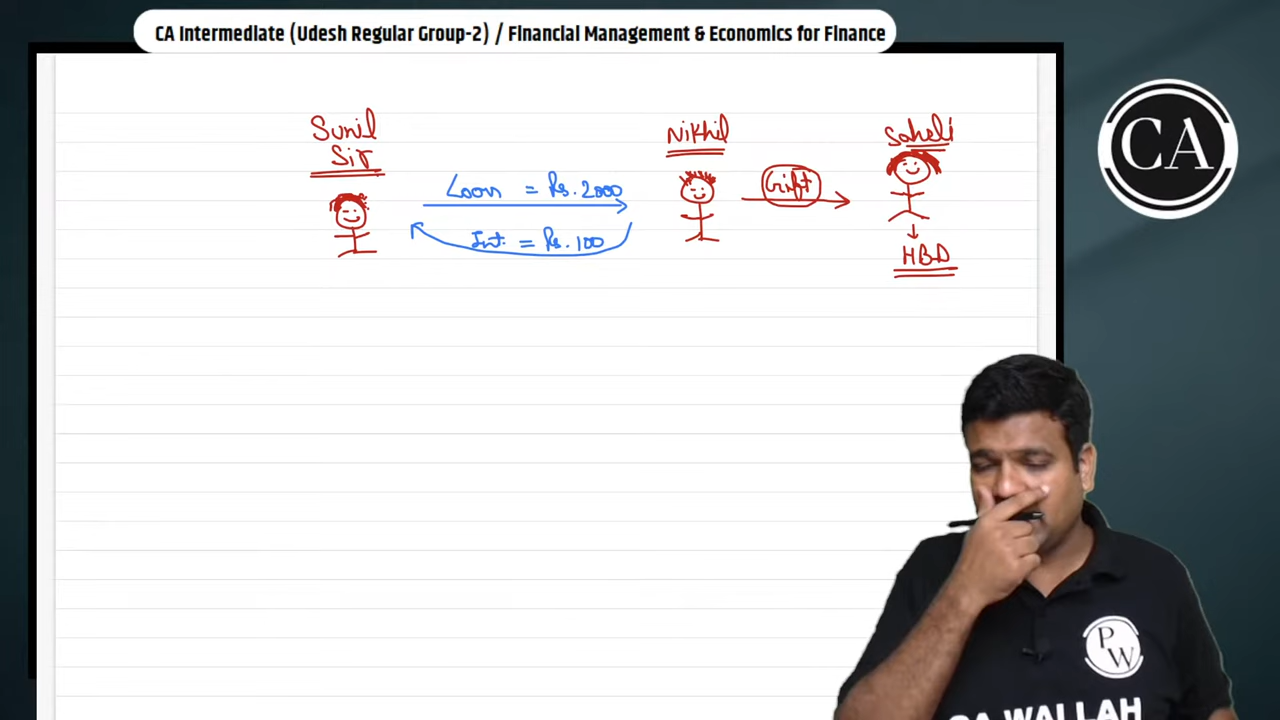 CA Intermediate (Udesh Regular Group-2) / Financial Management & Economics for Finance
CA
Sunil
Sir
Nikhil
Saheli
Loan = Rs. 2000
Gift
Int. = Rs. 100
HBD
PW
CA WALLAH